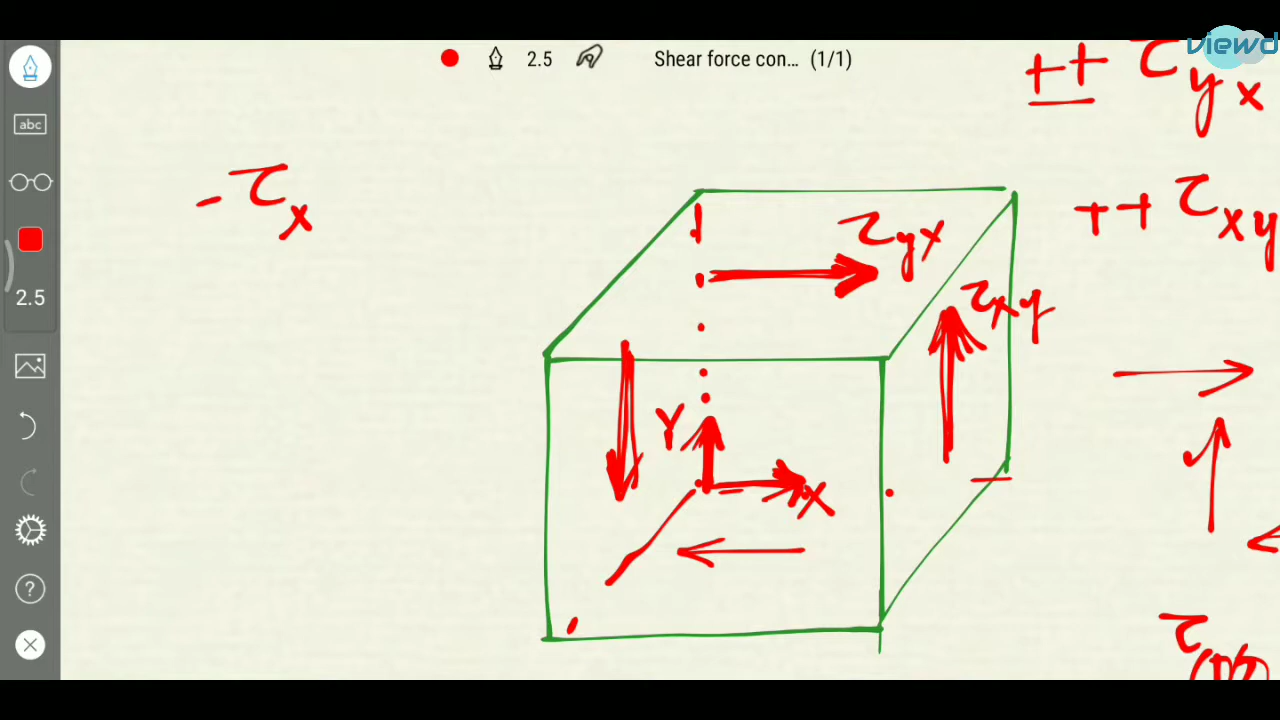 viewd
abc
2.5
2.5 Shear force con... (1/1)
++ τyx
- τx
++ τxy
τyx
τxy
Y
X
τ
?